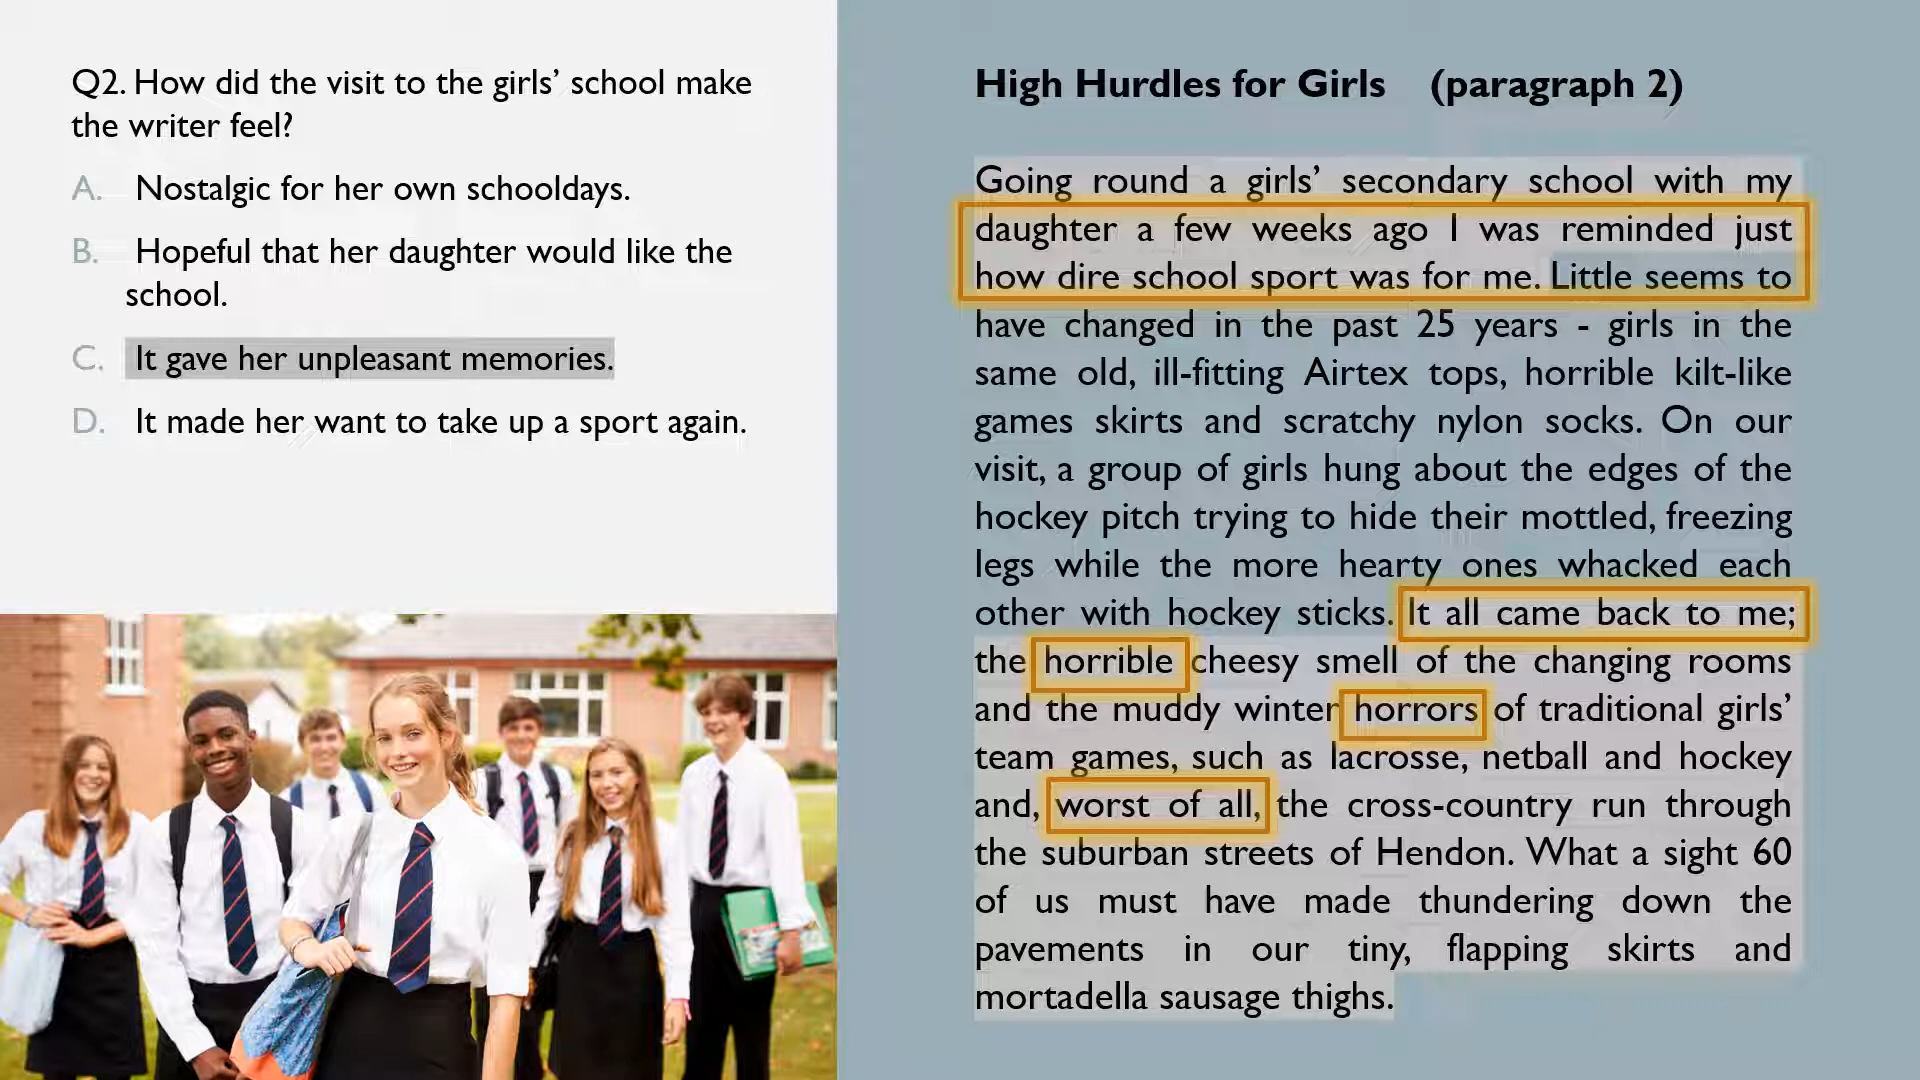 Q2. How did the visit to the girls’ school make
the writer feel?
A. Nostalgic for her own schooldays.
B. Hopeful that her daughter would like the
school.
C. It gave her unpleasant memories.
D. It made her want to take up a sport again.
High Hurdles for Girls (paragraph 2)
Going round a girls’ secondary school with my
daughter a few weeks ago I was reminded just
how dire school sport was for me. Little seems to
have changed in the past 25 years - girls in the
same old, ill-fitting Airtex tops, horrible kilt-like
games skirts and scratchy nylon socks. On our
visit, a group of girls hung about the edges of the
hockey pitch trying to hide their mottled, freezing
legs while the more hearty ones whacked each
other with hockey sticks. It all came back to me;
the horrible cheesy smell of the changing rooms
and the muddy winter horrors of traditional girls’
team games, such as lacrosse, netball and hockey
and, worst of all, the cross-country run through
the suburban streets of Hendon. What a sight 60
of us must have made thundering down the
pavements in our tiny, flapping skirts and
mortadella sausage thighs.